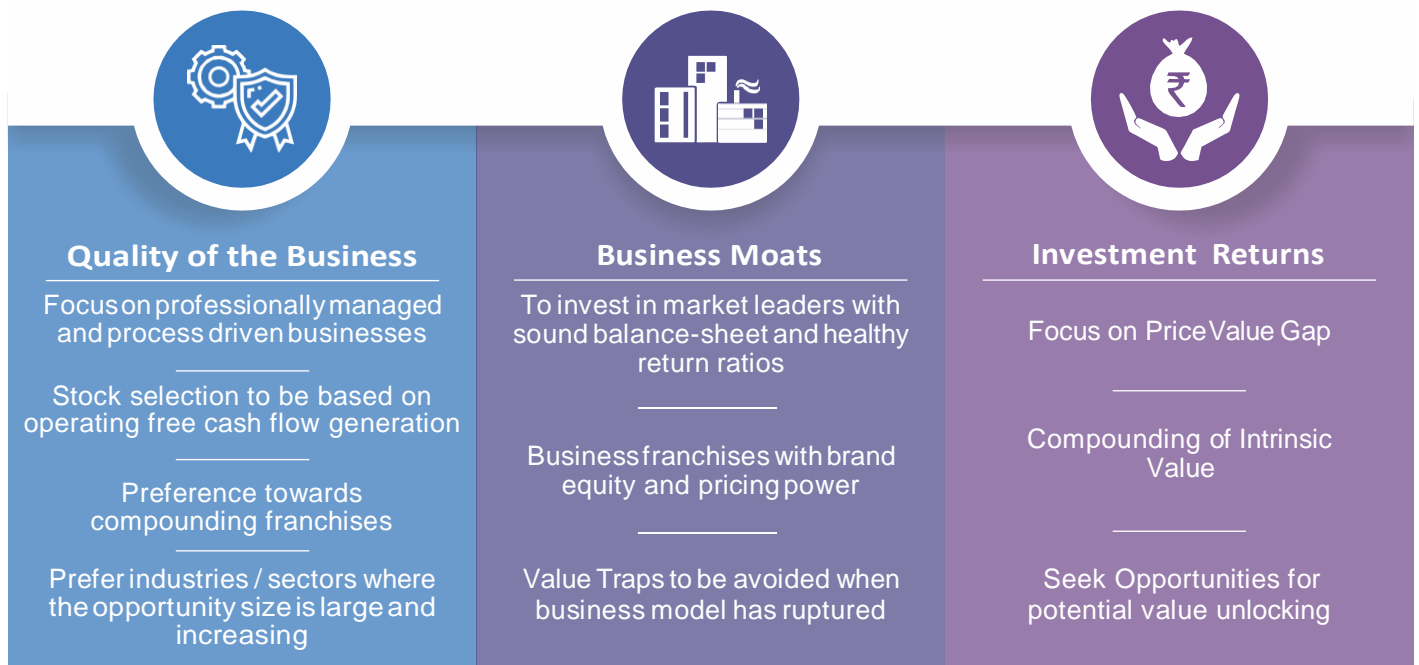 Quality of the Business
Focus on professionally managed
and process driven businesses
Stock selection to be based on
operating free cash flow generation
Preference towards
compounding franchises
Prefer industries / sectors where
the opportunity size is large and
increasing
Business Moats
To invest in market leaders with
sound balance-sheet and healthy
return ratios
Business franchises with brand
equity and pricing power
Value Traps to be avoided when
business model has ruptured
₹
Investment Returns
Focus on Price Value Gap
Compounding of Intrinsic
Value
Seek Opportunities for
potential value unlocking